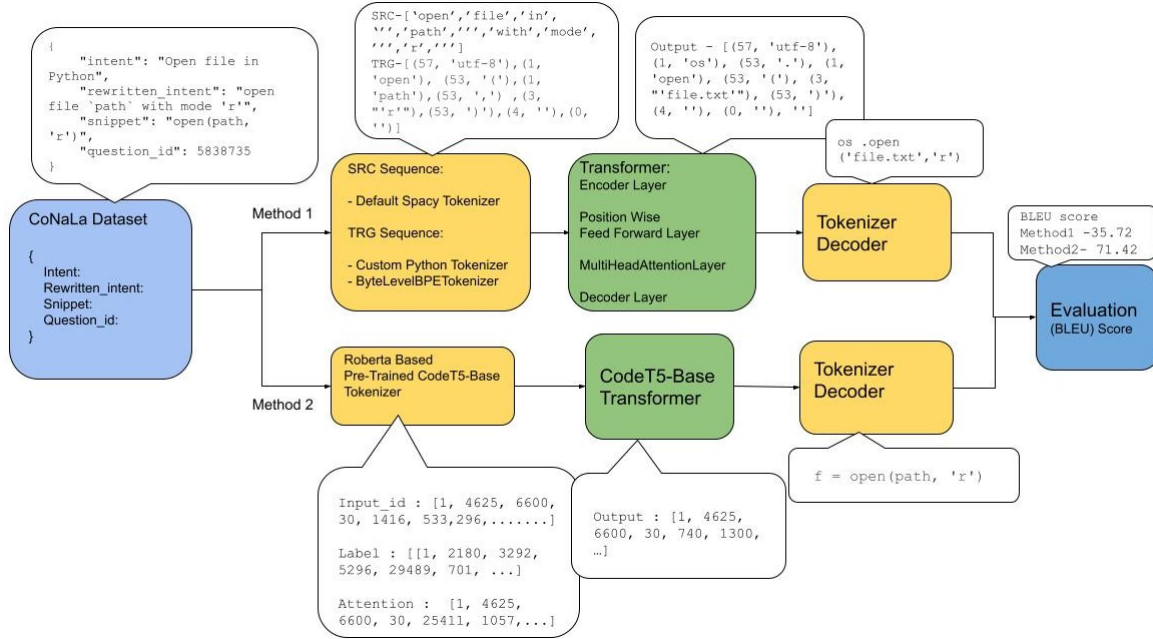 {
"intent": "Open file in
Python",
"rewritten_intent": "open
file `path` with mode 'r'",
"snippet": "open(path,
'r')",
"question_id": 5838735
}
CoNaLa Dataset
{
Intent:
Rewritten_intent:
Snippet:
Question_id:
}
Method 1
Method 2
SRC-['open','file','in',
'`','path','`','with','mode',
''','r',''']
TRG-[(57, 'utf-8'),(1,
'open'), (53, '('),(1,
'path'),(53, ',') ,(3,
"'r'"),(53, ')'),(4, ''),(0,
'')]
SRC Sequence:
- Default Spacy Tokenizer
TRG Sequence:
- Custom Python Tokenizer
- ByteLevelBPETokenizer
Output - [(57, 'utf-8'),
(1, 'os'), (53, '.'), (1,
'open'), (53, '('), (3,
"'file.txt'"), (53, ')'),
(4, ''), (0, ''), '']
Transformer:
Encoder Layer
Position Wise
Feed Forward Layer
MultiHeadAttentionLayer
Decoder Layer
os .open
('file.txt','r')
Tokenizer
Decoder
BLEU score
Method1 -35.72
Method2- 71.42
Evaluation
(BLEU) Score
Roberta Based
Pre-Trained CodeT5-Base
Tokenizer
Input_id : [1, 4625, 6600,
30, 1416, 533,296,.......]
Label : [[1, 2180, 3292,
5296, 29489, 701, ...]
Attention : [1, 4625,
6600, 30, 25411, 1057,...]
CodeT5-Base
Transformer
Output : [1, 4625,
6600, 30, 740, 1300,
…]
Tokenizer
Decoder
f = open(path, 'r')